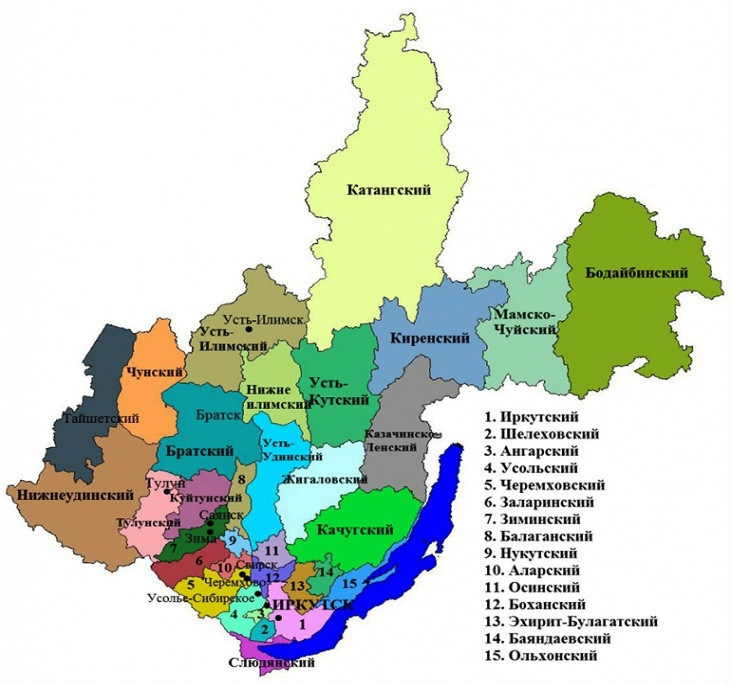 Катангский
Бодайбинский
Мамско-
Чуйский
Киренский
Усть-Илимск
Усть-
Илимский
Чунский
Нижне
илимский
Усть-
Кутский
Тайшетский
Братск
Братский
Усть-
Удинский
Казачинско-
Ленский
Жигаловский
Нижнеудинский
Тулун
Куйтунский
8
Тулунский
Саянск
Зима
Качугский
7
9
11
6
10
Свирск
12
14
15
13
5
Черемхово
Усолье-Сибирское
ИРКУТСК
4
3
2
1
Слюдянский
1. Иркутский
2. Шелеховский
3. Ангарский
4. Усольский
5. Черемховский
6. Заларинский
7. Зиминский
8. Балаганский
9. Нукутский
10. Аларский
11. Осинский
12. Боханский
13. Эхирит-Булагатский
14. Баяндаевский
15. Ольхонский